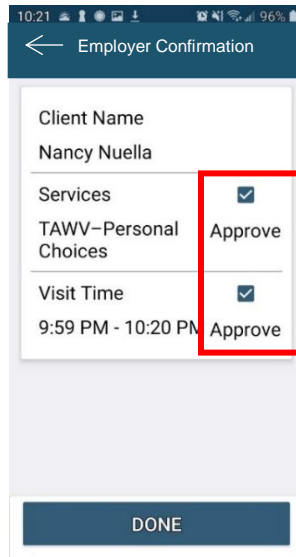 10:21 96%
Employer Confirmation
Client Name
Nancy Nuella
Services
TAWV–Personal Approve
Choices
Visit Time
9:59 PM - 10:20 PM Approve
DONE